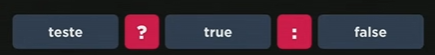 teste ? true : false